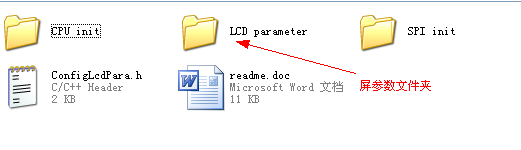 CPU init
LCD parameter
SPI init
ConfigLcdPara.h
C/C++ Header
2 KB
readme.doc
Microsoft Word 文档
11 KB
屏参数文件夹